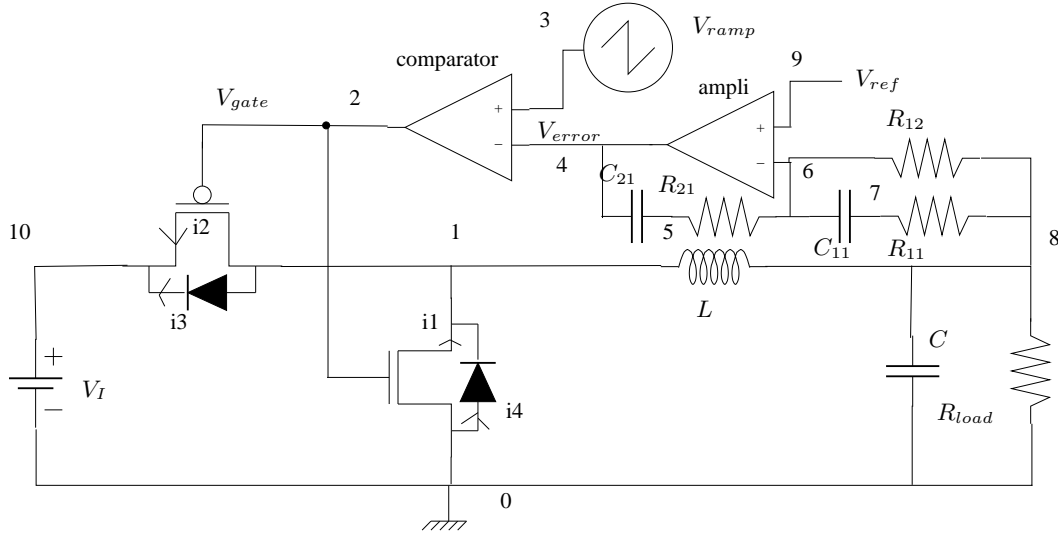 3
V_ramp
comparator
9
ampli
V_ref
V_gate
2
+
−
V_error
4
+
−
6
R_12
C_21
R_21
5
7
C_11
R_11
8
10
i2
1
i3
L
i1
i4
+
V_I
−
C
R_load
0